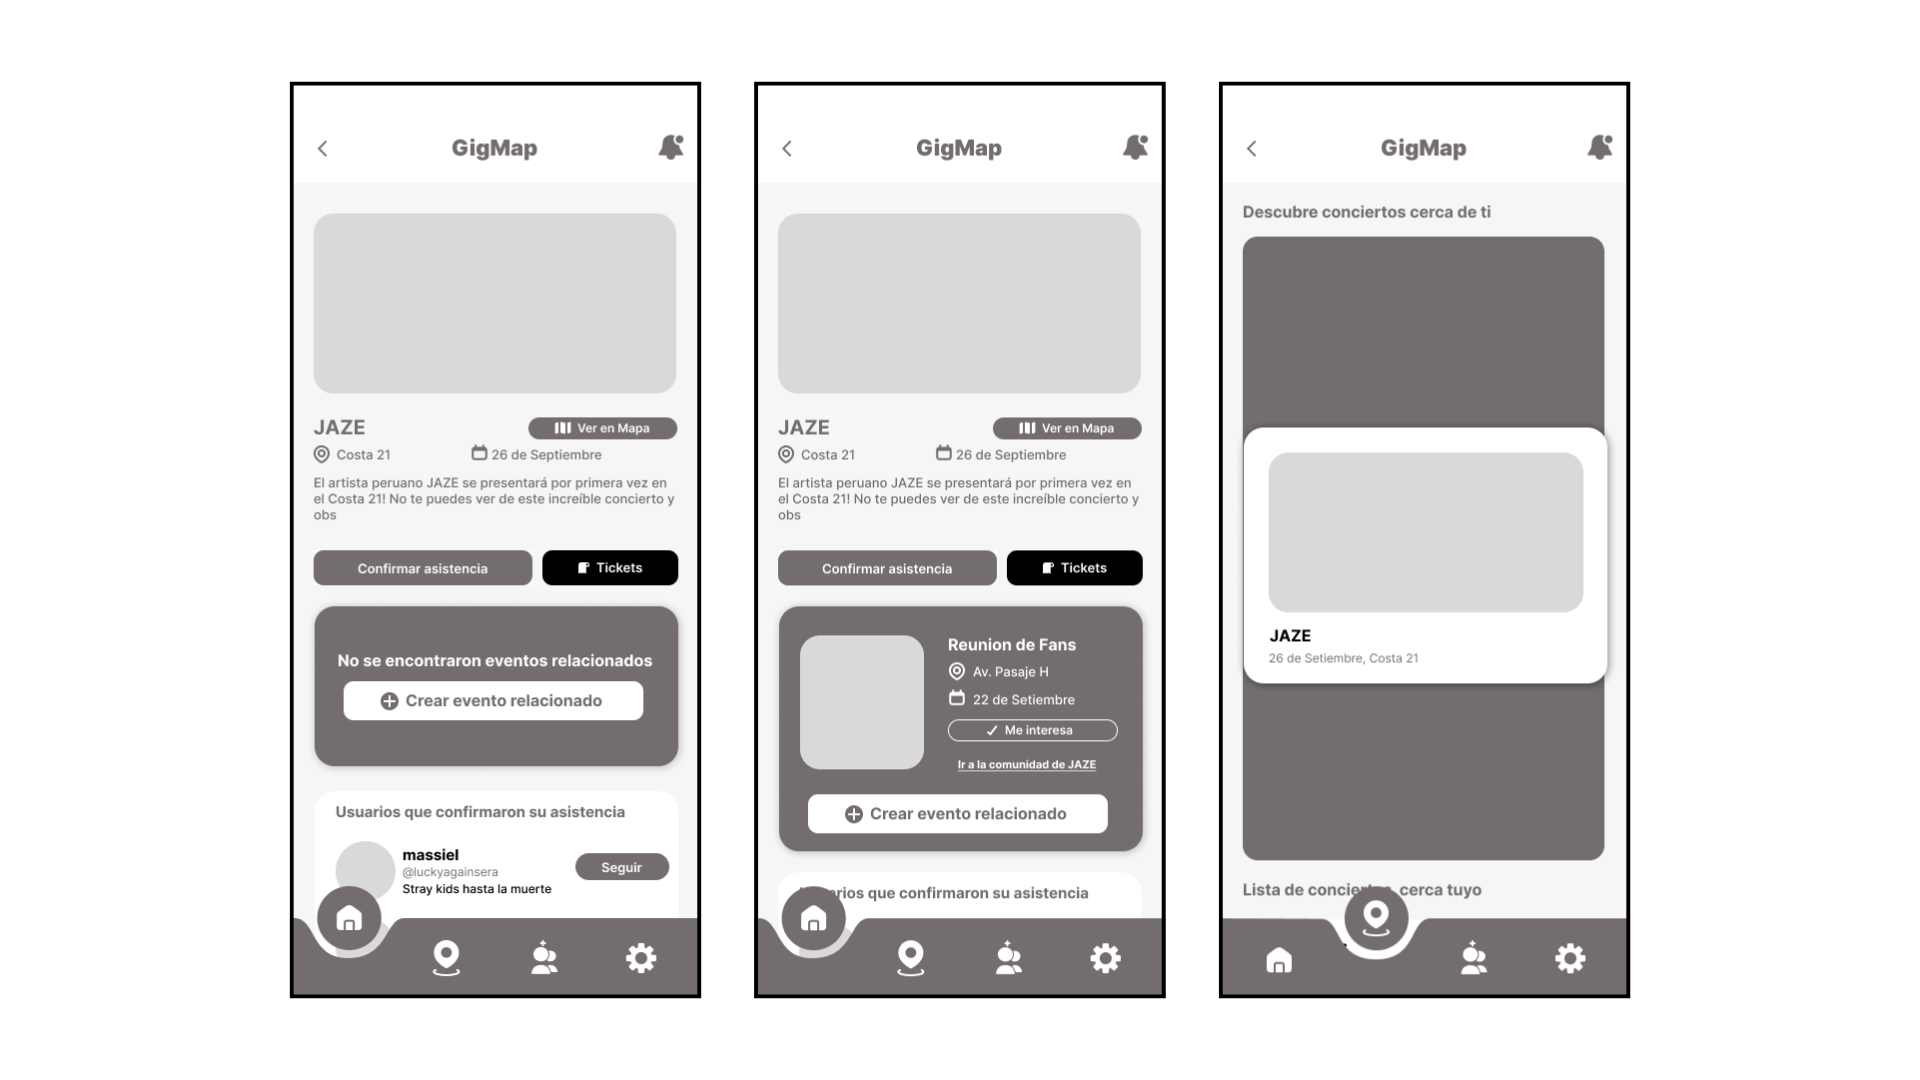 GigMap
JAZE
Ver en Mapa
Costa 21
26 de Septiembre
El artista peruano JAZE se presentará por primera vez en
el Costa 21! No te puedes ver de este increíble concierto y
obs
Confirmar asistencia
Tickets
No se encontraron eventos relacionados
Crear evento relacionado
Usuarios que confirmaron su asistencia
massiel
@luckyagainsera
Stray kids hasta la muerte
Seguir
GigMap
JAZE
Ver en Mapa
Costa 21
26 de Septiembre
El artista peruano JAZE se presentará por primera vez en
el Costa 21! No te puedes ver de este increíble concierto y
obs
Confirmar asistencia
Tickets
Reunion de Fans
Av. Pasaje H
22 de Setiembre
Me interesa
Ir a la comunidad de JAZE
Crear evento relacionado
que confirmaron su asistencia
GigMap
Descubre conciertos cerca de ti
JAZE
26 de Setiembre, Costa 21
Lista de cerca tuyo